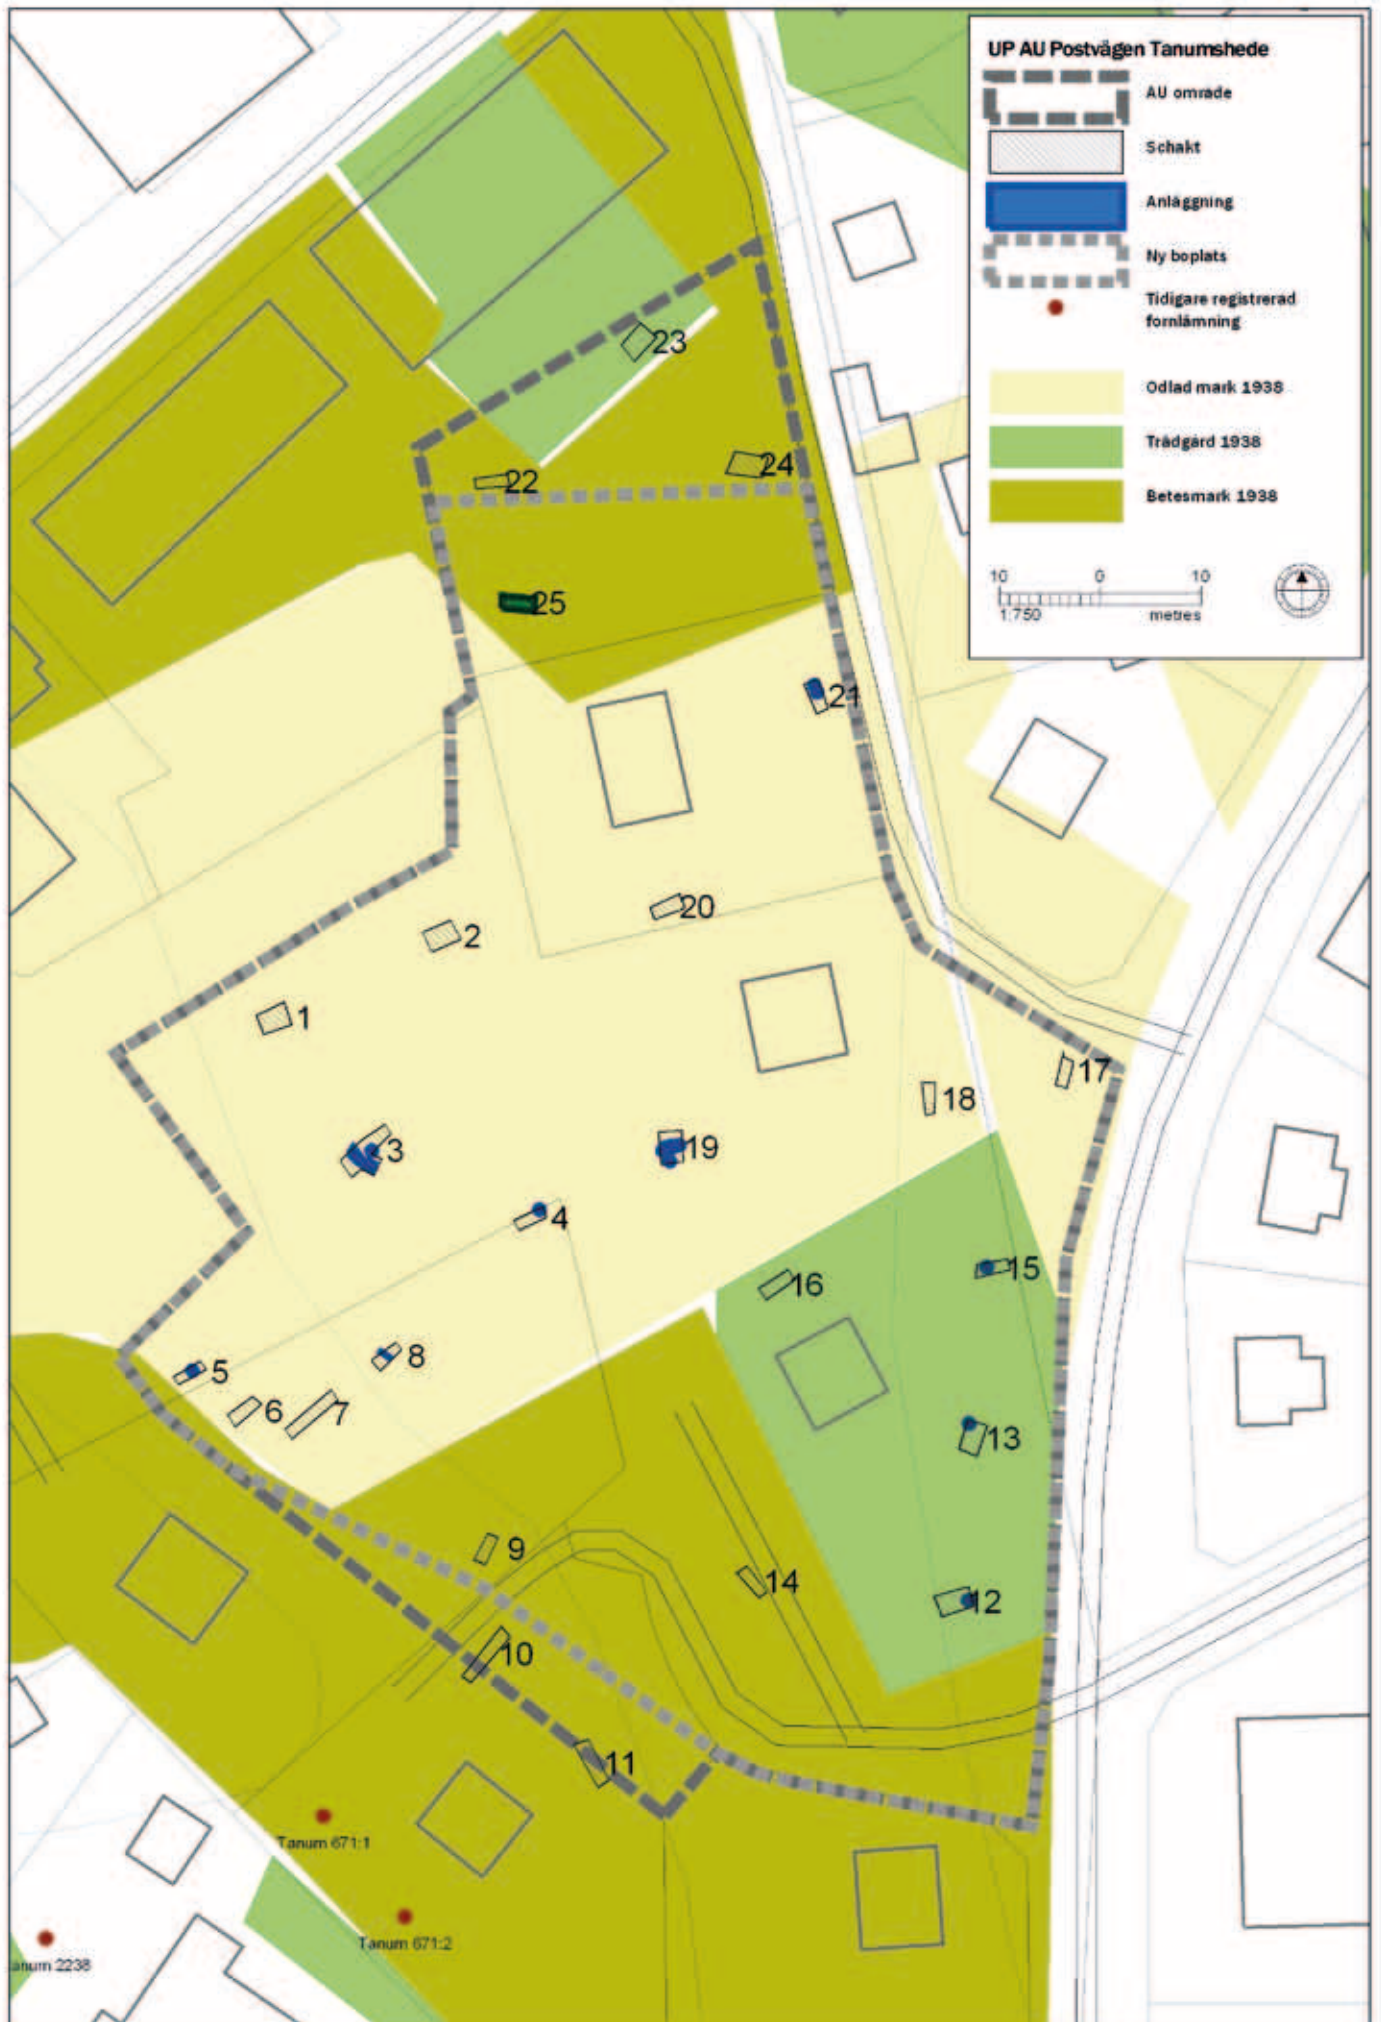 UP AU Postvägen Tanumshede
AU område
Schakt
Anläggning
Ny boplats
Tidigare registrerad
fornlämning
Odlad mark 1938
Trädgård 1938
Betesmark 1938
10 0 10
1:750 metres
23
24
22
25
21
20
2
1
17
18
3
19
4
15
16
8
5
6
7
13
9
14
12
10
11
Tanum 671:1
Tanum 671:2
anum 2238